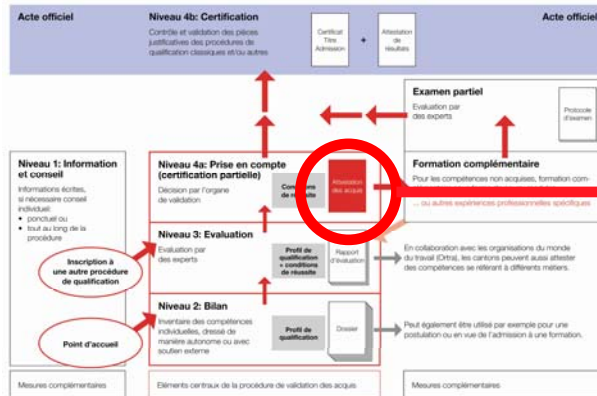 Acte officiel
Niveau 4b: Certification
Contrôle et validation des pièces
justificatives des procédures de
qualification classiques et/ou autres
Certificat
Titre
Admission
+
Attestation
de
résultats
Acte officiel
Examen partiel
Evaluation par
des experts
Protocole
d'examen
Niveau 1: Information
et conseil
Informations écrites,
si nécessaire conseil
individuel:
• ponctuel ou
• tout au long de la
procédure
Niveau 4a: Prise en compte
(certification partielle)
Décision par l'organe
de validation
Conditions
de réussite
Attestation
des acquis
Formation complémentaire
Pour les compétences non acquises, formation com-
... ou autres expériences professionnelles spécifiques
Inscription à
une autre procédure
de qualification
Niveau 3: Evaluation
Evaluation par
des experts
Profil de
qualification
+ conditions
de réussite
Rapport
d'évaluation
En collaboration avec les organisations du monde
du travail (Ortra), les cantons peuvent aussi attester
des compétences se référant à différents métiers.
Point d'accueil
Niveau 2: Bilan
Inventaire des compétences
individuelles, dressé de
manière autonome ou avec
soutien externe
Profil de
qualification
Dossier
Peut également être utilisé par exemple pour une
postulation ou en vue de l'admission à une formation.
Mesures complémentaires
Eléments centraux de la procédure de validation des acquis
Mesures complémentaires